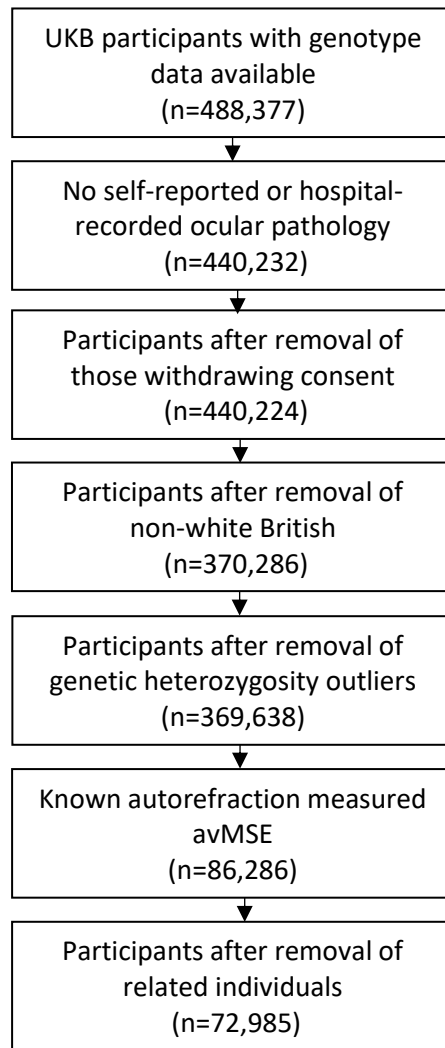 UKB participants with genotype
data available
(n=488,377)
No self-reported or hospital-
recorded ocular pathology
(n=440,232)
Participants after removal of
those withdrawing consent
(n=440,224)
Participants after removal of
non-white British
(n=370,286)
Participants after removal of
genetic heterozygosity outliers
(n=369,638)
Known autorefraction measured
avMSE
(n=86,286)
Participants after removal of
related individuals
(n=72,985)